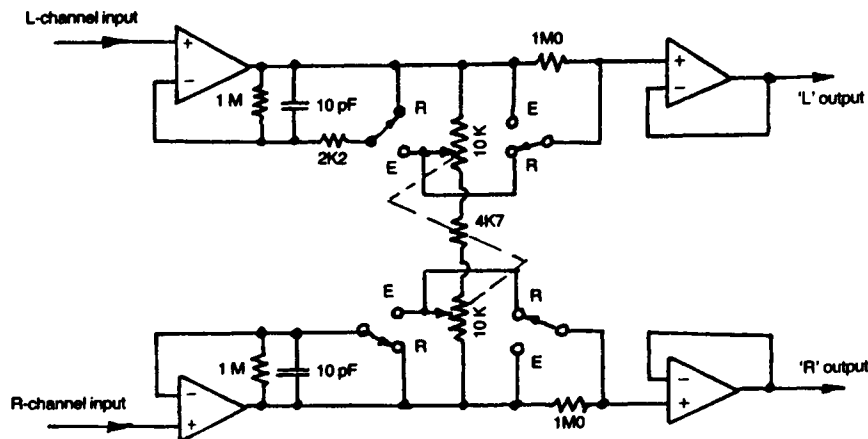 L-channel input
+
−
1 M
10 pF
2K2
R
E
10 K
E
R
1M0
+
−
'L' output
4K7
E
R
10 K
R
E
1 M
10 pF
−
+
R-channel input
1M0
−
+
'R' output